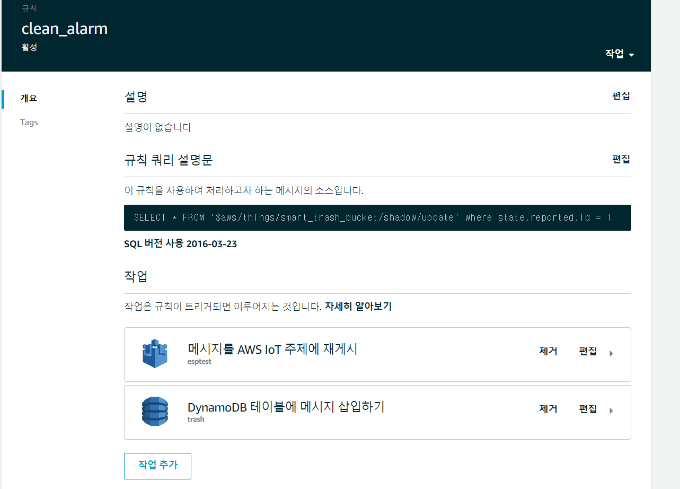 규칙
clean_alarm
활성
작업
개요
Tags
설명
편집
설명이 없습니다
규칙 쿼리 설명문
편집
이 규칙을 사용하여 처리하고자 하는 메시지의 소스입니다.
SELECT * FROM '$aws/things/smart_trash_bucket/shadow/update' where state.reported.id = 1
SQL 버전 사용 2016-03-23
작업
작업은 규칙이 트리거되면 이루어지는 것입니다. 자세히 알아보기
메시지를 AWS IoT 주제에 재게시
esptest
제거
편집
DynamoDB 테이블에 메시지 삽입하기
trash
제거
편집
작업 추가